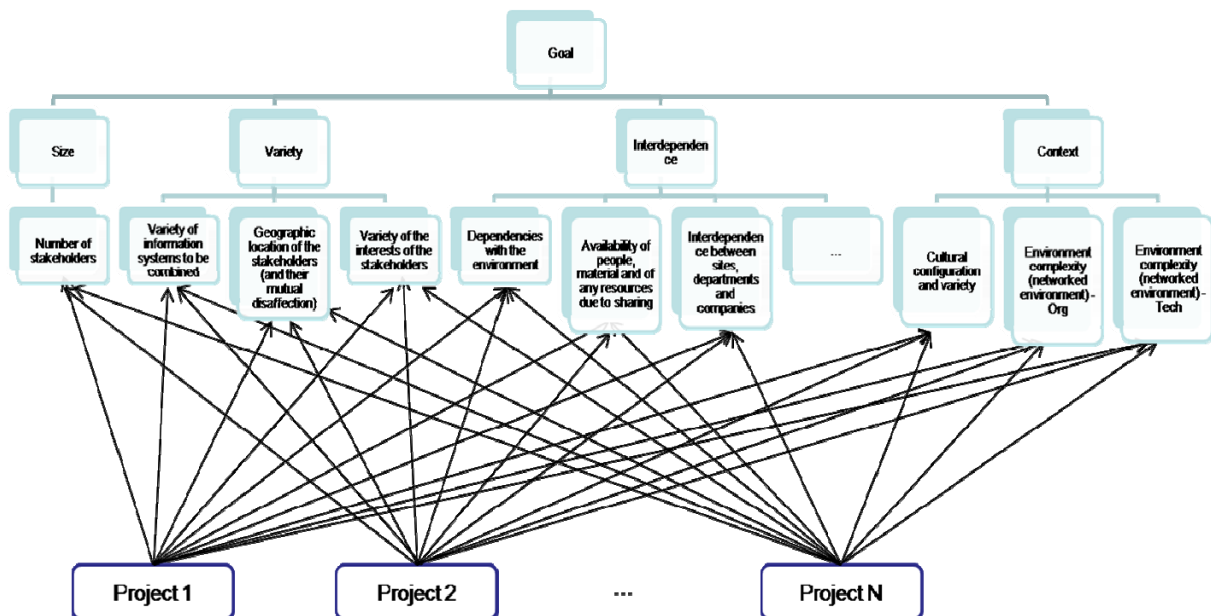 Goal
Size
Variety
Interdependen
ce
Context
Number of
stakeholders
Variety of
information
systems to be
combined
Geographic
location of the
stakeholders
(and their
mutual
disaffection)
Variety of the
interests of the
stakeholders
Dependencies
with the
environment
Availability of
people,
material and of
any resources
due to sharing
Interdependen
ce between
sites,
departments
and
companies
...
Cultural
configuration
and variety
Environment
complexity
(networked
environment) -
Org
Environment
complexity
(networked
environment) -
Tech
Project 1
Project 2
...
Project N